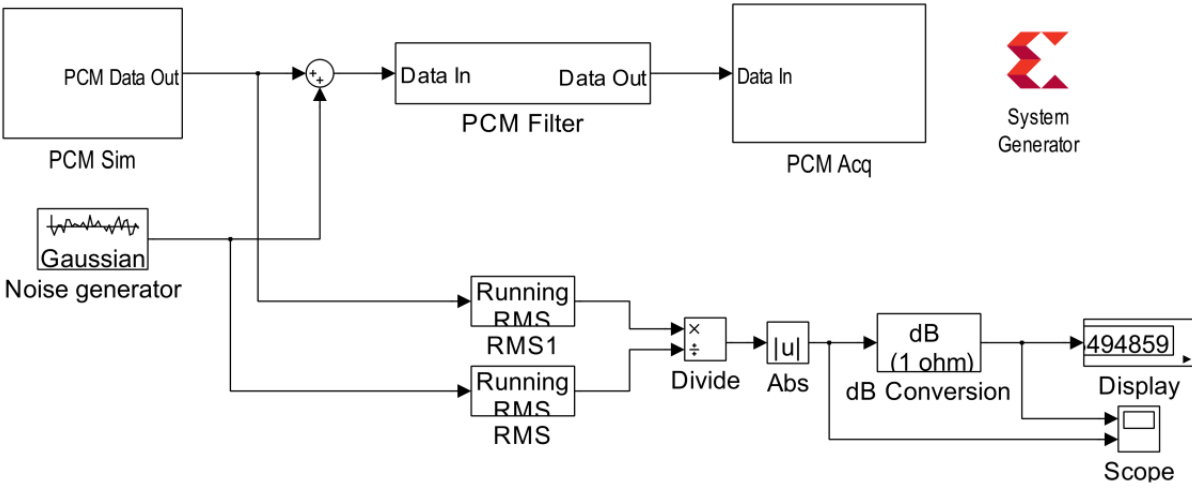 PCM Data Out
PCM Sim
+
+
Data In
Data Out
PCM Filter
Data In
PCM Acq
System
Generator
Gaussian
Noise generator
Running
RMS
RMS1
Running
RMS
RMS
×
÷
Divide
|u|
Abs
dB
(1 ohm)
dB Conversion
494859
Display
Scope